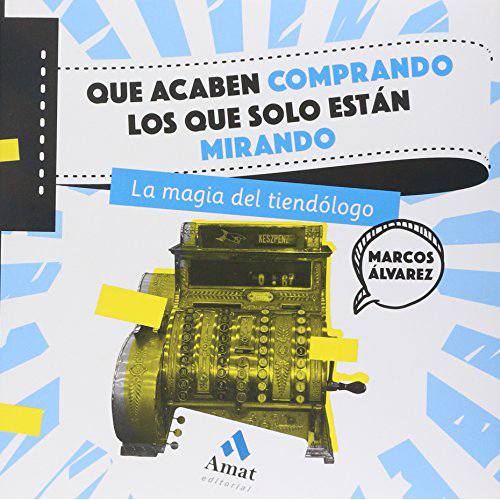 QUE ACABEN COMPRANDO
LOS QUE SOLO ESTÁN
MIRANDO
La magia del tiendólogo
MARCOS
ÁLVAREZ
KESZPENZ
Amat
editorial